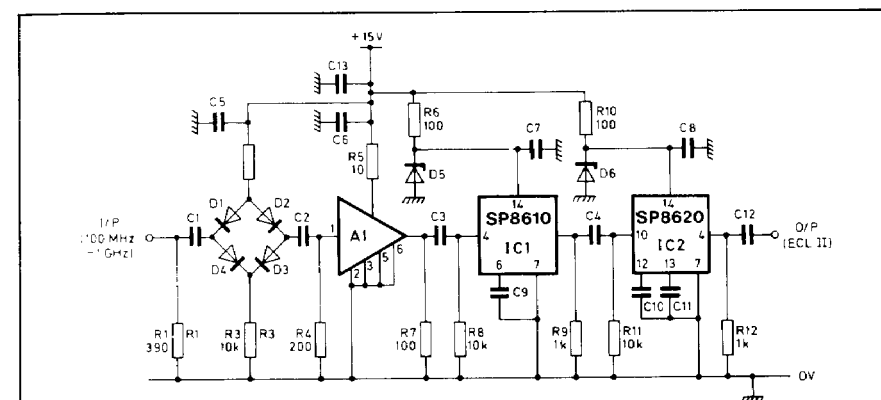 +15V
C13
C5
C6
R5
10
R6
100
C7
D5
R10
100
C8
D6
I/P
(100 MHz
-1GHz)
C1
D1
D2
D4
D3
C2
1
A1
2
3
5
6
C3
4
14
SP8610
IC1
6
7
C9
C4
10
14
SP8620
IC2
4
12
13
7
C10
C11
C12
O/P
(ECL II)
R1
390
R1
R3
10k
R3
R4
200
R7
100
R8
10k
R9
1k
R11
10k
R12
1k
0V